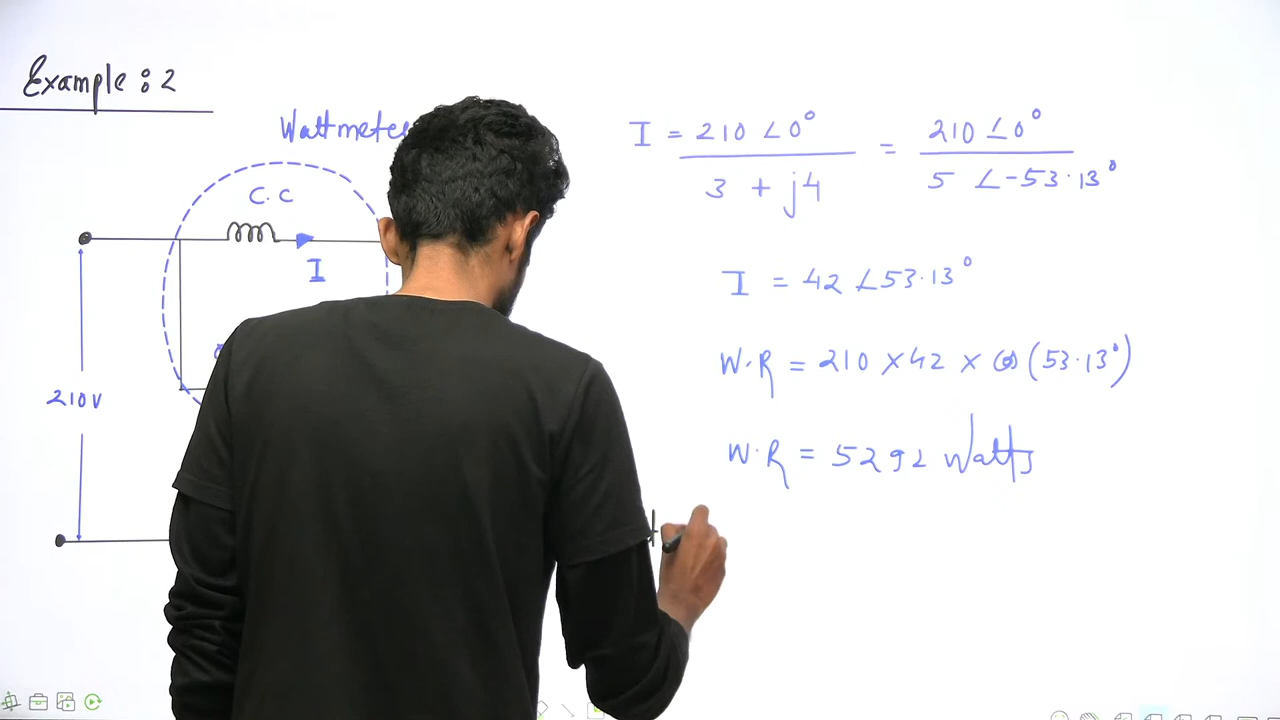 Example : 2
Wattmeter
C.C
I
210V
I = 210 ∠0° / 3 + j4 = 210 ∠0° / 5 ∠-53.13°
I = 42 ∠53.13°
W.R = 210 × 42 × cos (53.13°)
W.R = 5292 Watts